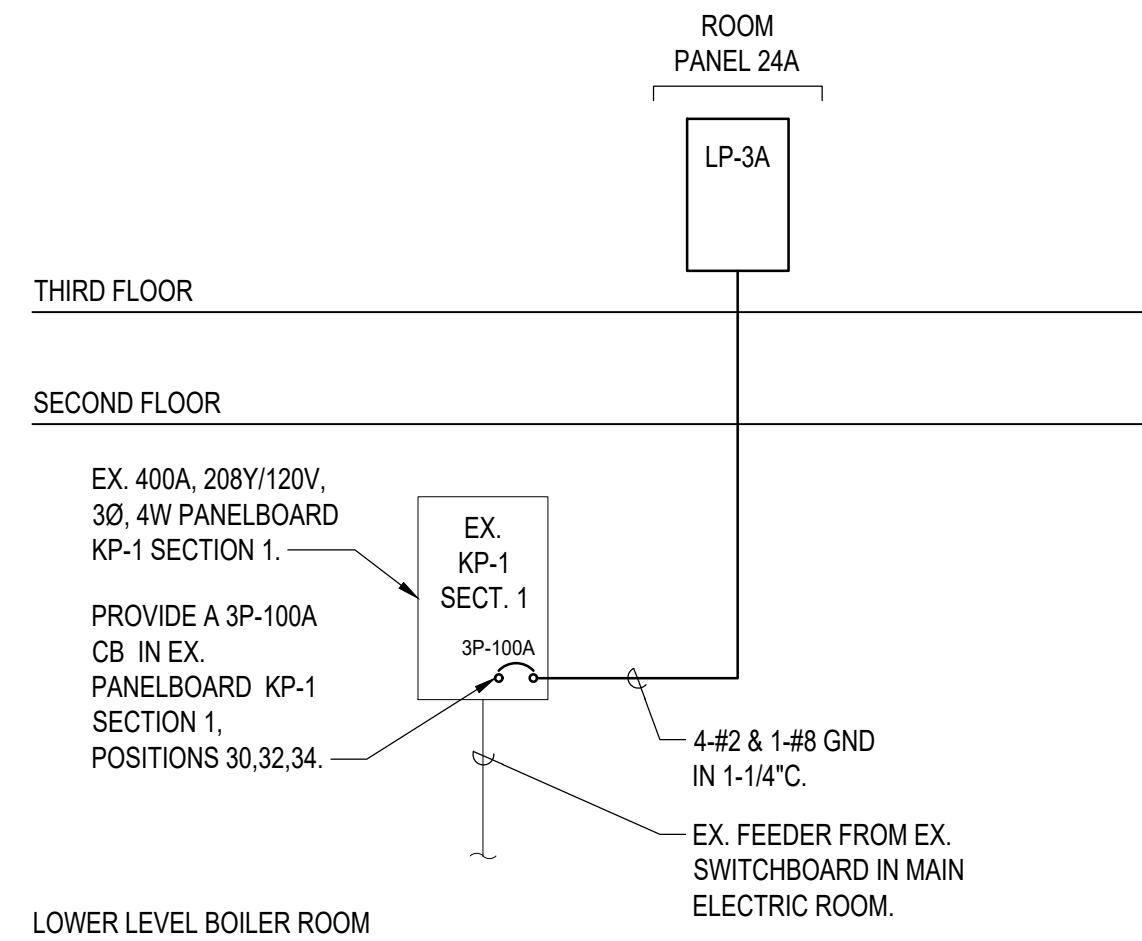 ROOM
PANEL 24A
LP-3A
THIRD FLOOR
SECOND FLOOR
EX. 400A, 208Y/120V,
3Ø, 4W PANELBOARD
KP-1 SECTION 1.
EX.
KP-1
SECT. 1
3P-100A
PROVIDE A 3P-100A
CB IN EX.
PANELBOARD KP-1
SECTION 1,
POSITIONS 30,32,34.
4-#2 & 1-#8 GND
IN 1-1/4"C.
EX. FEEDER FROM EX.
SWITCHBOARD IN MAIN
ELECTRIC ROOM.
LOWER LEVEL BOILER ROOM